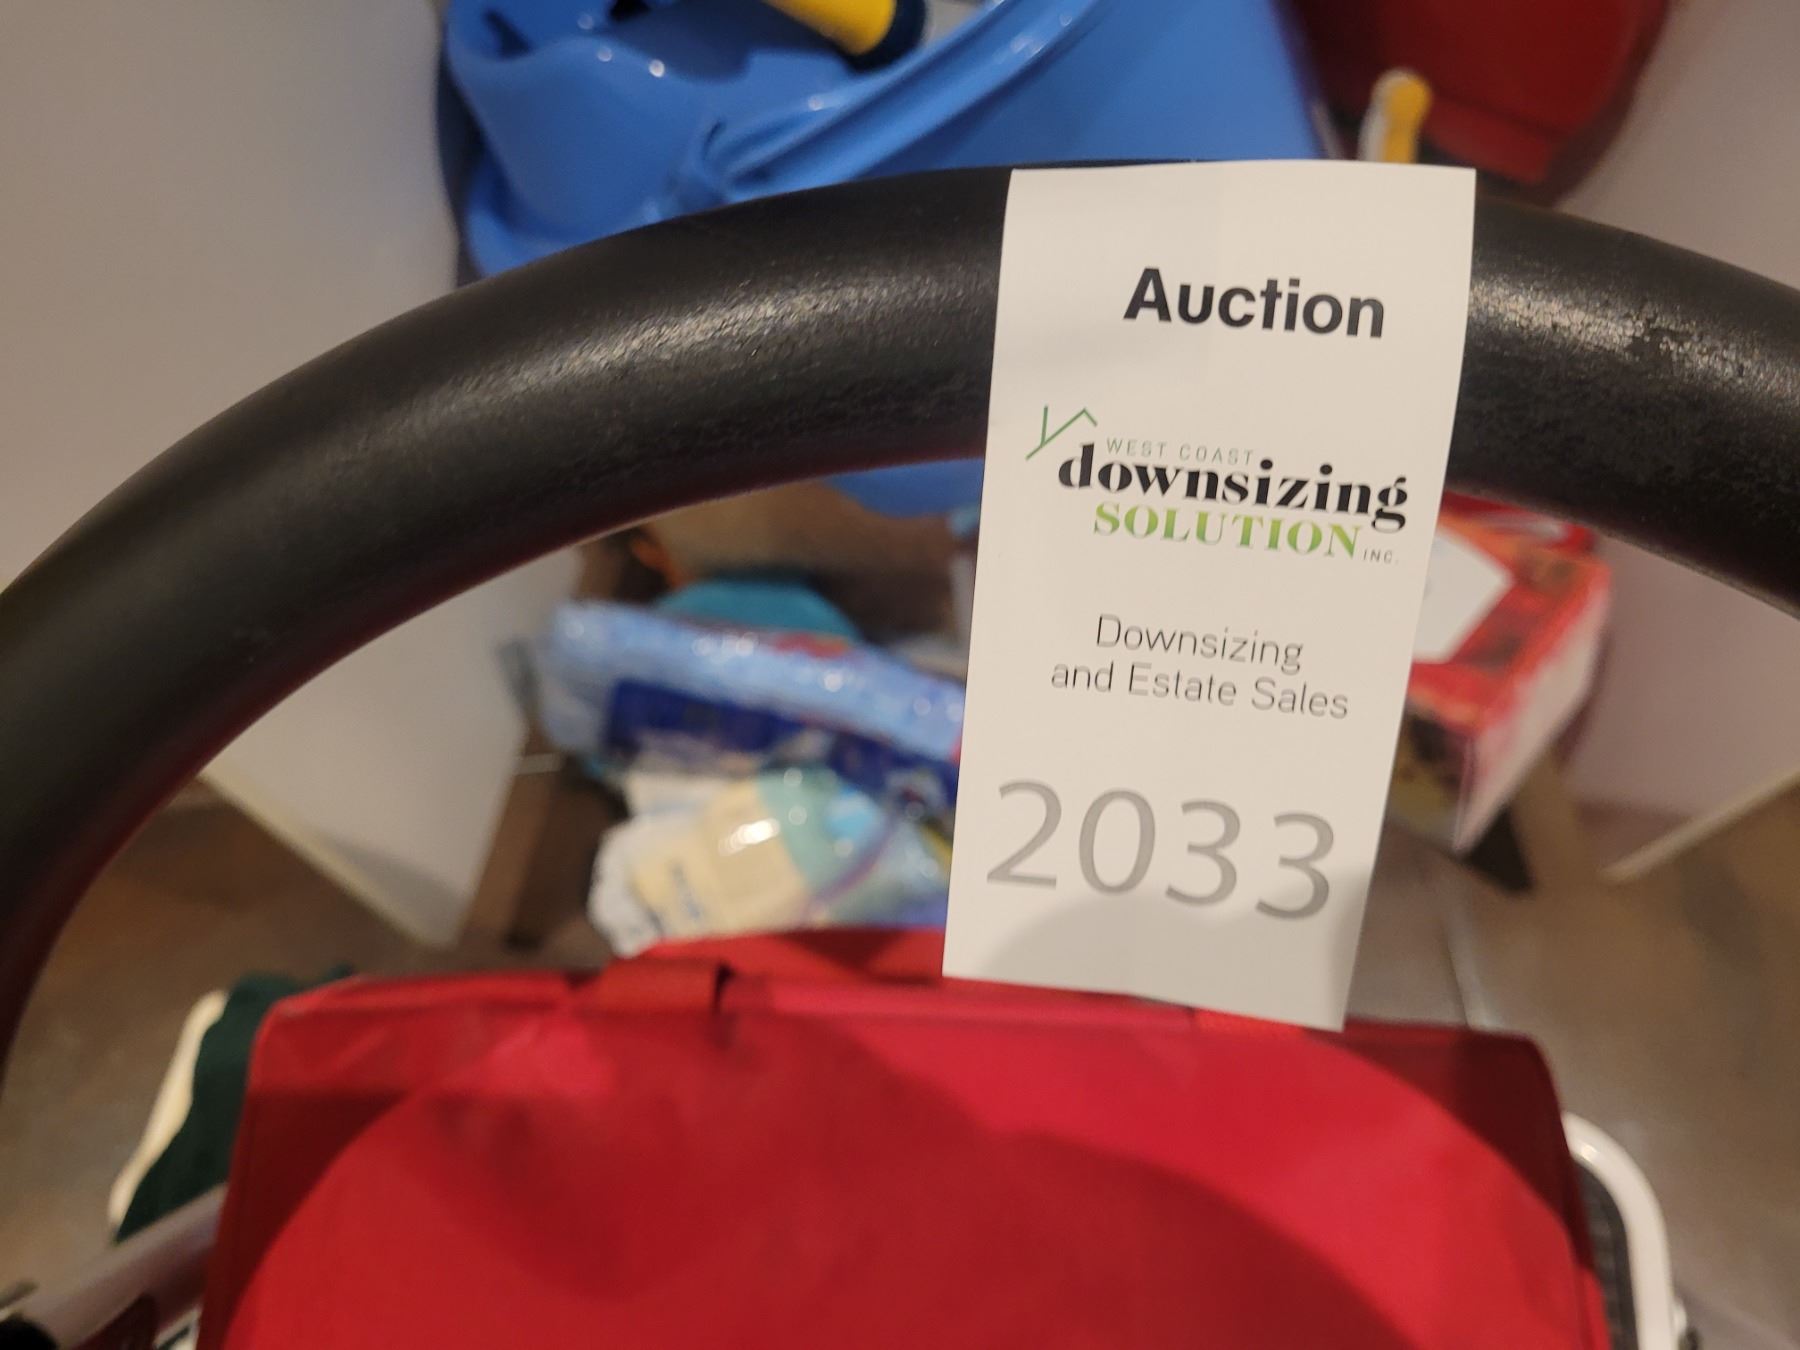 Auction
WEST COAST
downsizing
SOLUTION INC.
Downsizing
and Estate Sales
2033